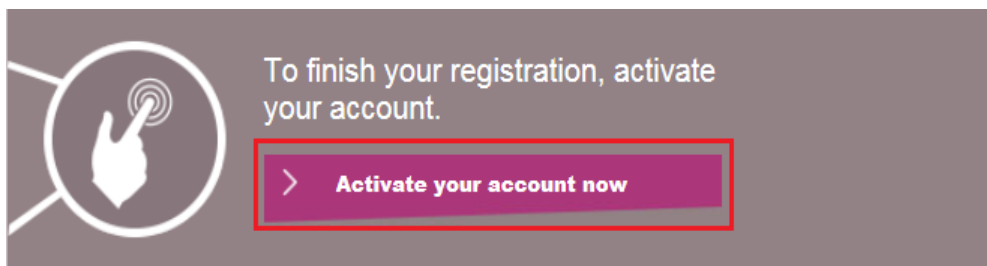 To finish your registration, activate
your account.
Activate your account now